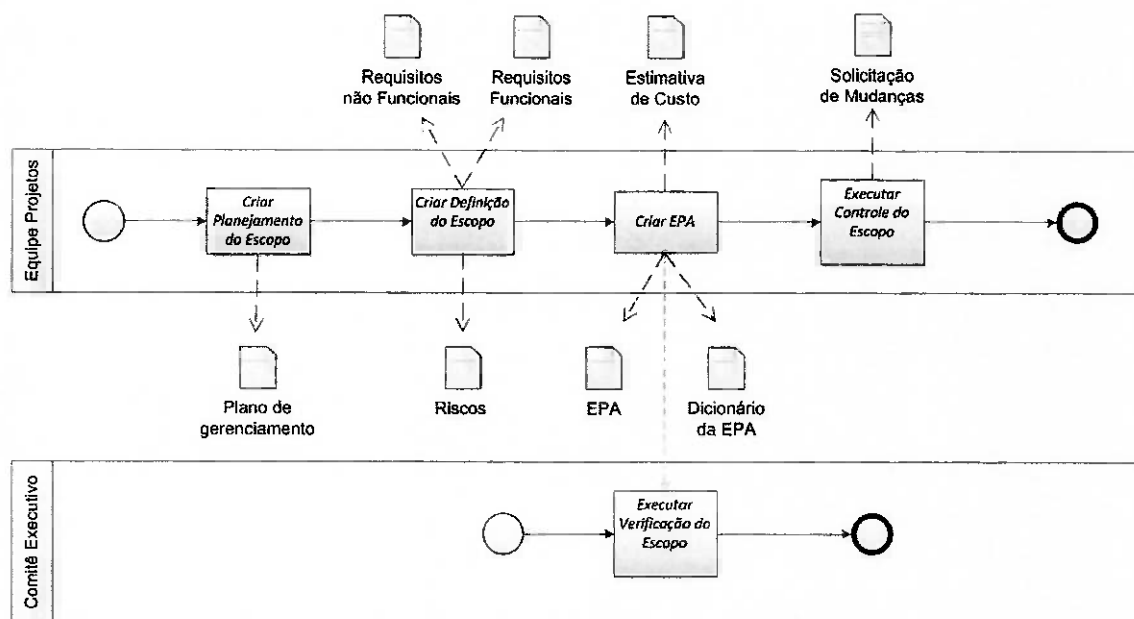 Requisitos
não Funcionais
Requisitos
Funcionais
Estimativa
de Custo
Solicitação
de Mudanças
Equipe Projetos
Criar
Planejamento
do Escopo
Criar Definição
do Escopo
Criar EPA
Executar
Controle do
Escopo
Plano de
gerenciamento
Riscos
EPA
Dicionário
da EPA
Comitê Executivo
Executar
Verificação do
Escopo